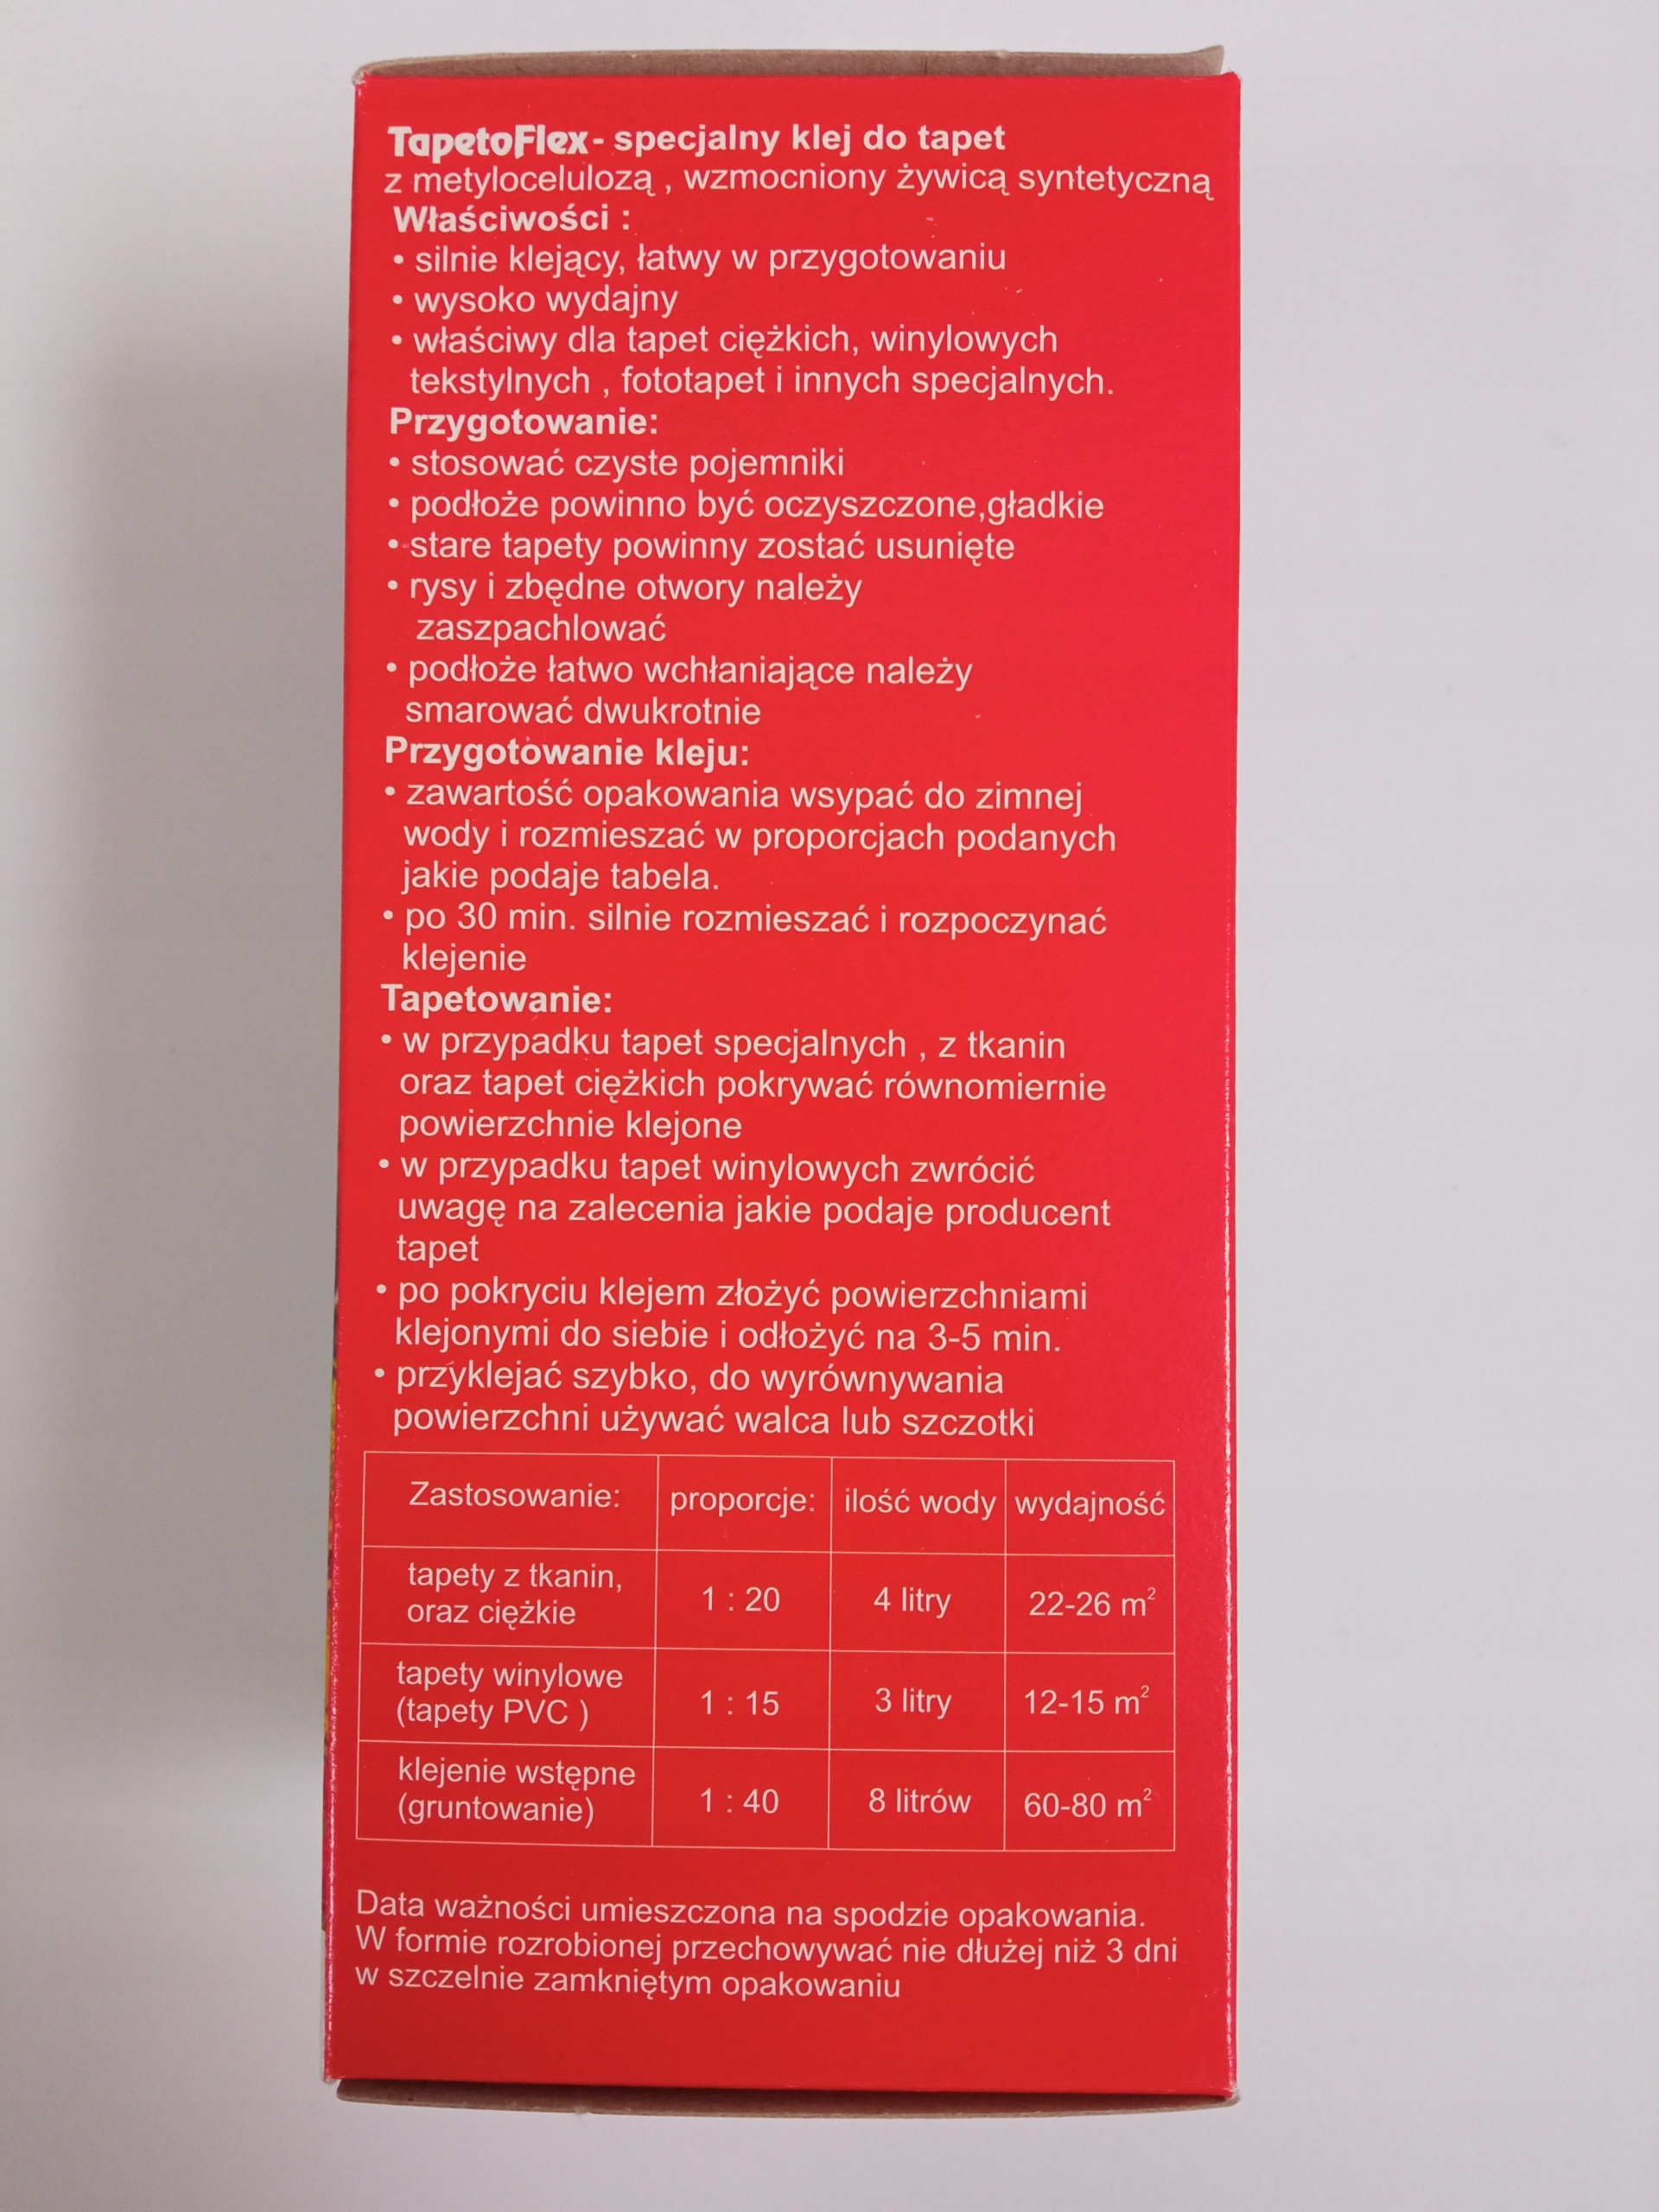 TapetoFlex- specjalny klej do tapet
z metylocelulozą , wzmocniony żywicą syntetyczną
Właściwości :
• silnie klejący, łatwy w przygotowaniu
• wysoko wydajny
• właściwy dla tapet ciężkich, winylowych
tekstylnych , fototapet i innych specjalnych.
Przygotowanie:
• stosować czyste pojemniki
• podłoże powinno być oczyszczone,gładkie
• stare tapety powinny zostać usunięte
• rysy i zbędne otwory należy
zaszpachlować
• podłoże łatwo wchłaniające należy
smarować dwukrotnie
Przygotowanie kleju:
• zawartość opakowania wsypać do zimnej
wody i rozmieszać w proporcjach podanych
jakie podaje tabela.
• po 30 min. silnie rozmieszać i rozpoczynać
klejenie
Tapetowanie:
• w przypadku tapet specjalnych , z tkanin
oraz tapet ciężkich pokrywać równomiernie
powierzchnie klejone
• w przypadku tapet winylowych zwrócić
uwagę na zalecenia jakie podaje producent
tapet
• po pokryciu klejem złożyć powierzchniami
klejonymi do siebie i odłożyć na 3-5 min.
• przyklejać szybko, do wyrównywania
powierzchni używać walca lub szczotki
Zastosowanie: proporcje: ilość wody wydajność
tapety z tkanin,
oraz ciężkie 1 : 20 4 litry 22-26 m²
tapety winylowe
(tapety PVC ) 1 : 15 3 litry 12-15 m²
klejenie wstępne
(gruntowanie) 1 : 40 8 litrów 60-80 m²
Data ważności umieszczona na spodzie opakowania.
W formie rozrobionej przechowywać nie dłużej niż 3 dni
w szczelnie zamkniętym opakowaniu